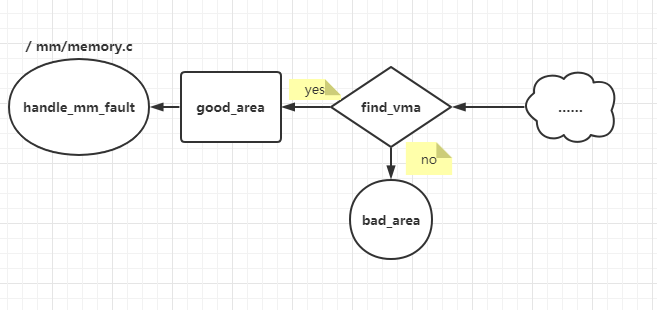 / mm/memory.c
handle_mm_fault
good_area
yes
find_vma
......
no
bad_area